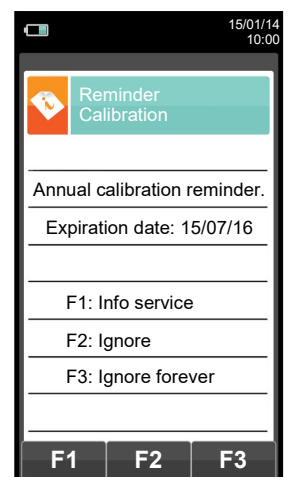 15/01/14
10:00
Reminder
Calibration
Annual calibration reminder.
Expiration date: 15/07/16
F1: Info service
F2: Ignore
F3: Ignore forever
F1 F2 F3